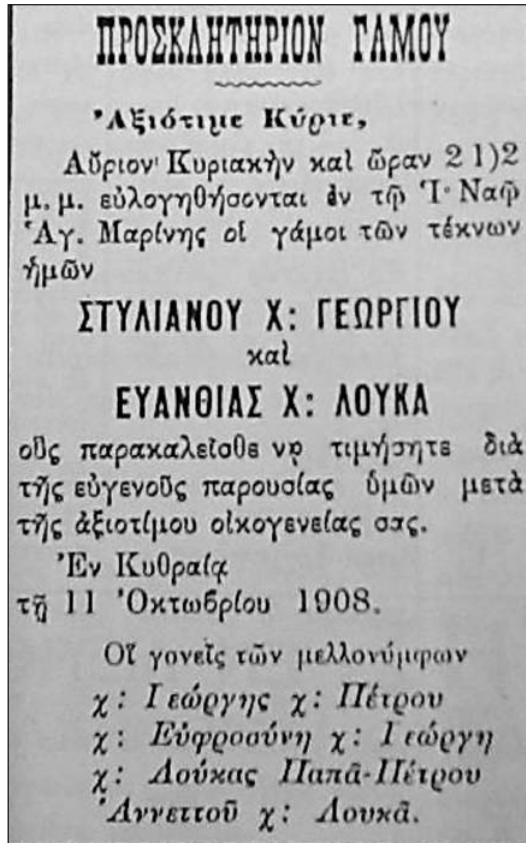 ΠΡΟΣΚΛΗΤΗΡΙΟΝ ΓΑΜΟΥ
Ἀξιότιμε Κύριε,
Αὔριον Κυριακὴν καὶ ὥραν 2 1)2
μ. μ. εὐλογηθήσονται ἐν τῷ Ἱ· Ναῷ
Ἁγ. Μαρίνης οἱ γάμοι τῶν τέκνων
ἡμῶν
ΣΤΥΛΙΑΝΟΥ Χ: ΓΕΩΡΓΙΟΥ
καὶ
ΕΥΑΝΘΙΑΣ Χ: ΛΟΥΚΑ
οὓς παρακαλεῖσθε νὰ τιμήσητε διὰ
τῆς εὐγενοῦς παρουσίας ὑμῶν μετὰ
τῆς ἀξιοτίμου οἰκογενείας σας.
Ἐν Κυθραίᾳ
τῇ 11 Ὀκτωβρίου 1908.
Οἱ γονεῖς τῶν μελλονύμφων
χ: Γεώργης χ: Πέτρου
χ: Εὐφροσύνη χ: Γεώργη
χ: Λούκας Παπᾶ-Πέτρου
Ἀννεττοῦ χ: Λουκᾶ.